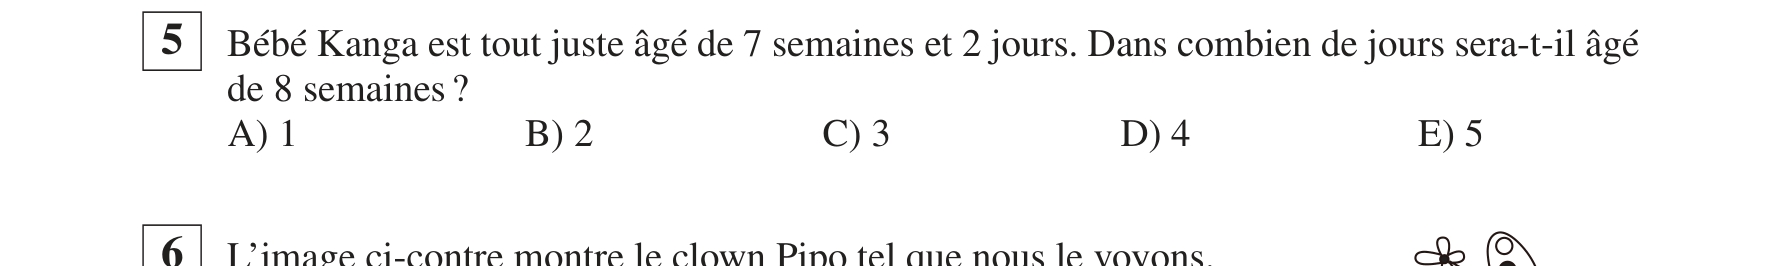 5 Bébé Kanga est tout juste âgé de 7 semaines et 2 jours. Dans combien de jours sera-t-il âgé
de 8 semaines ?
A) 1 B) 2 C) 3 D) 4 E) 5
6 L’image ci-contre montre le clown Pipo tel que nous le voyons.